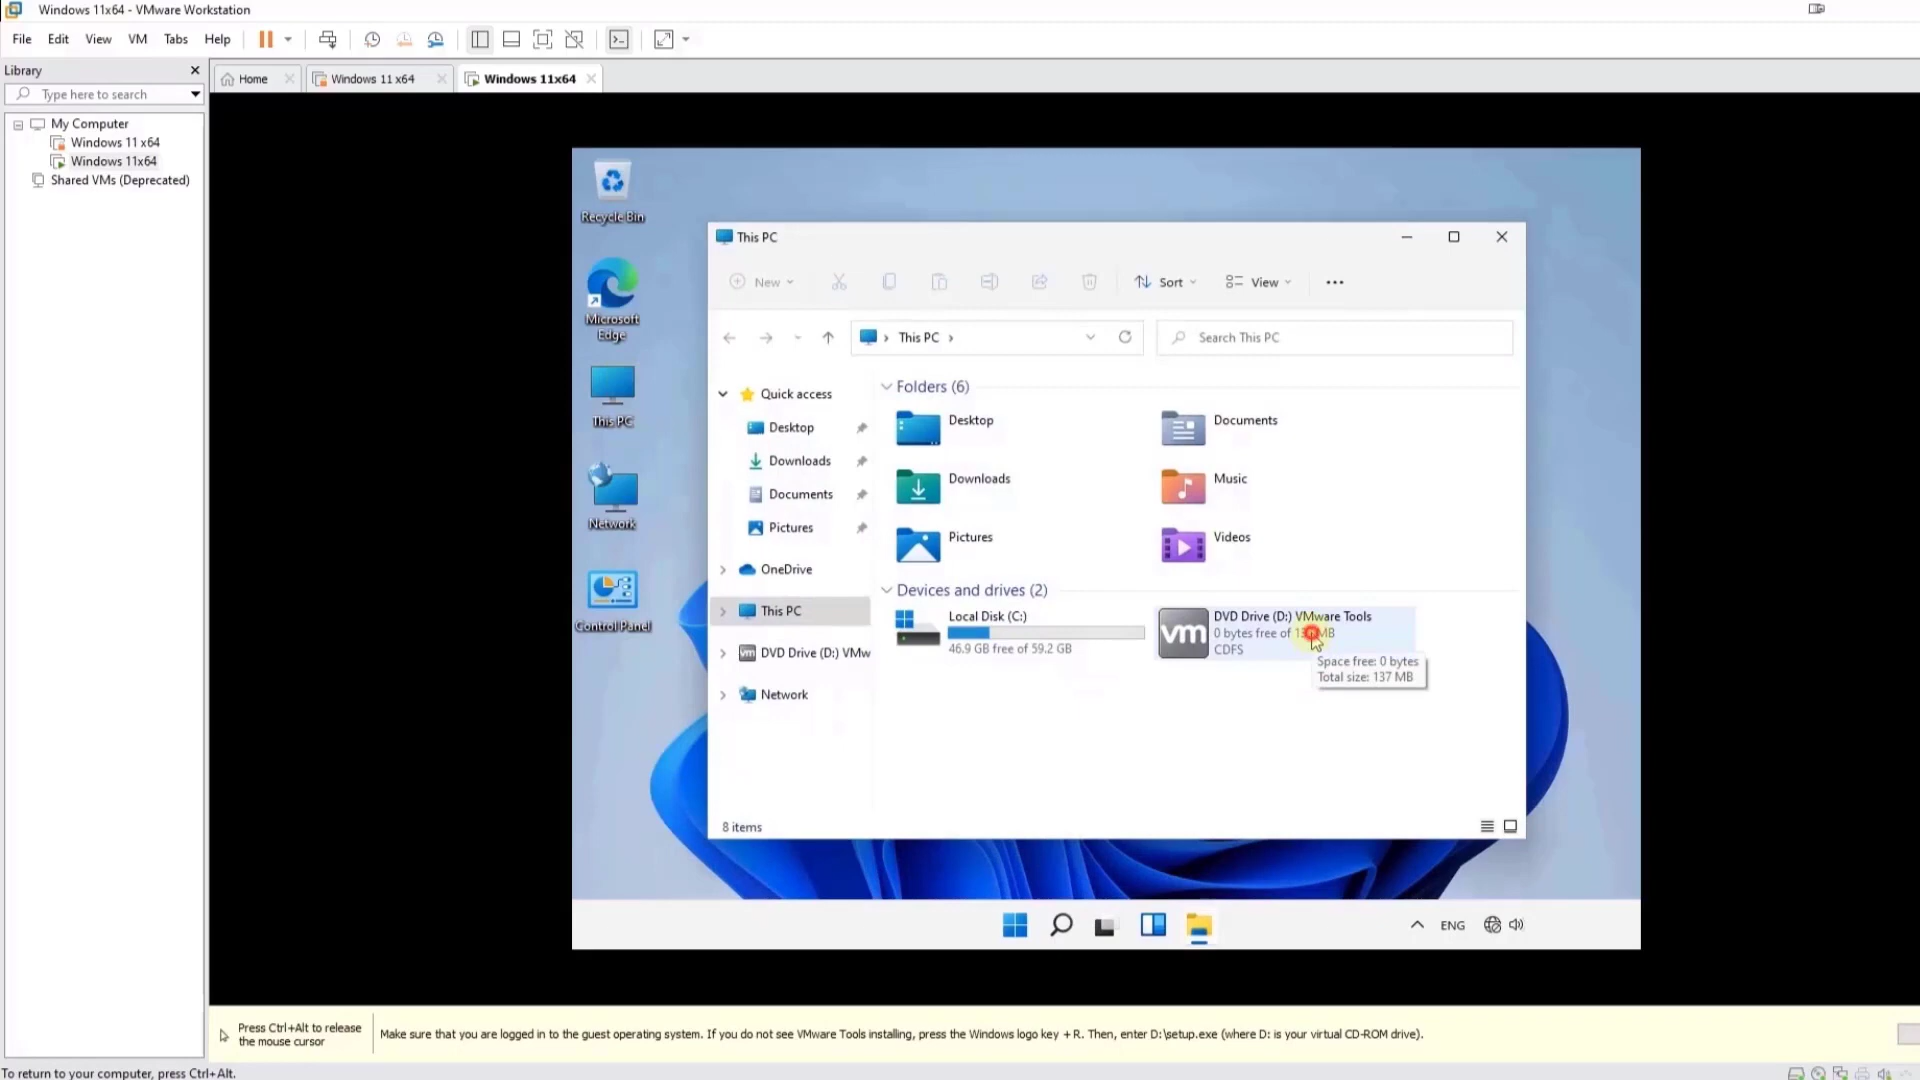 Windows 11x64 - VMware Workstation
File Edit View VM Tabs Help
Library
Type here to search
My Computer
Windows 11 x64
Windows 11x64
Shared VMs (Deprecated)
Home
Windows 11 x64
Windows 11x64
Recycle Bin
Microsoft
Edge
This PC
Network
Control Panel
This PC
New
Sort
View
This PC
Search This PC
Quick access
Desktop
Downloads
Documents
Pictures
OneDrive
This PC
DVD Drive (D:) VMw
Network
Folders (6)
Desktop
Documents
Downloads
Music
Pictures
Videos
Devices and drives (2)
Local Disk (C:)
46.9 GB free of 59.2 GB
vm
DVD Drive (D:) VMware Tools
0 bytes free of MB
CDFS
Space free: 0 bytes
Total size: 137 MB
8 items
ENG
Press Ctrl+Alt to release
the mouse cursor
Make sure that you are logged in to the guest operating system. If you do not see VMware Tools installing, press the Windows logo key + R. Then, enter D:\setup.exe (where D: is your virtual CD-ROM drive).
To return to your computer, press Ctrl+Alt.